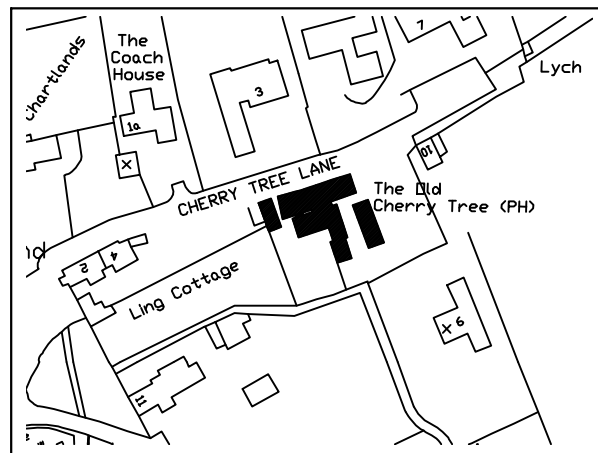 Chartlands
The
Coach
House
1a
3
7
Lych
10
CHERRY TREE LANE
The Old
Cherry Tree (PH)
2
4
Ling Cottage
6
11